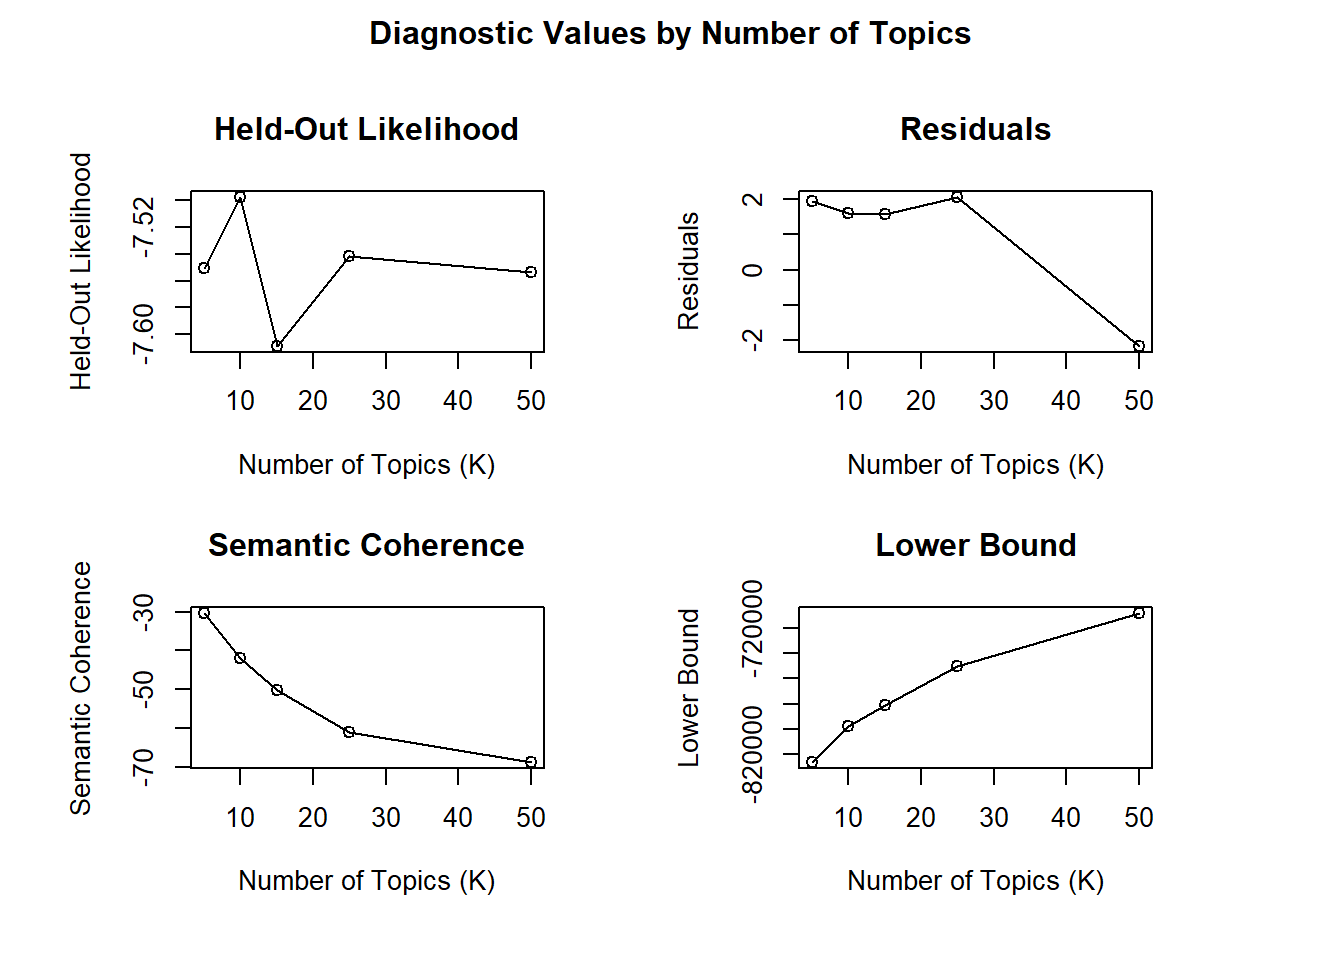 Diagnostic Values by Number of Topics
Held-Out Likelihood
Held-Out Likelihood
-7.52
-7.60
10 20 30 40 50
Number of Topics (K)
Residuals
Residuals
2
0
-2
10 20 30 40 50
Number of Topics (K)
Semantic Coherence
Semantic Coherence
-30
-50
-70
10 20 30 40 50
Number of Topics (K)
Lower Bound
Lower Bound
-720000
-820000
10 20 30 40 50
Number of Topics (K)